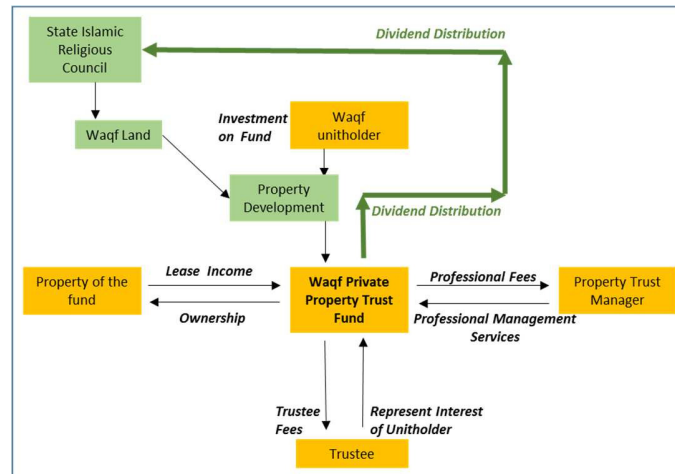 State Islamic
Religious
Council
Dividend Distribution
Waqf Land
Investment
on Fund
Waqf
unitholder
Property
Development
Dividend Distribution
Property of the
fund
Lease Income
Ownership
Waqf Private
Property Trust
Fund
Professional Fees
Professional Management
Services
Property Trust
Manager
Trustee
Fees
Represent Interest
of Unitholder
Trustee